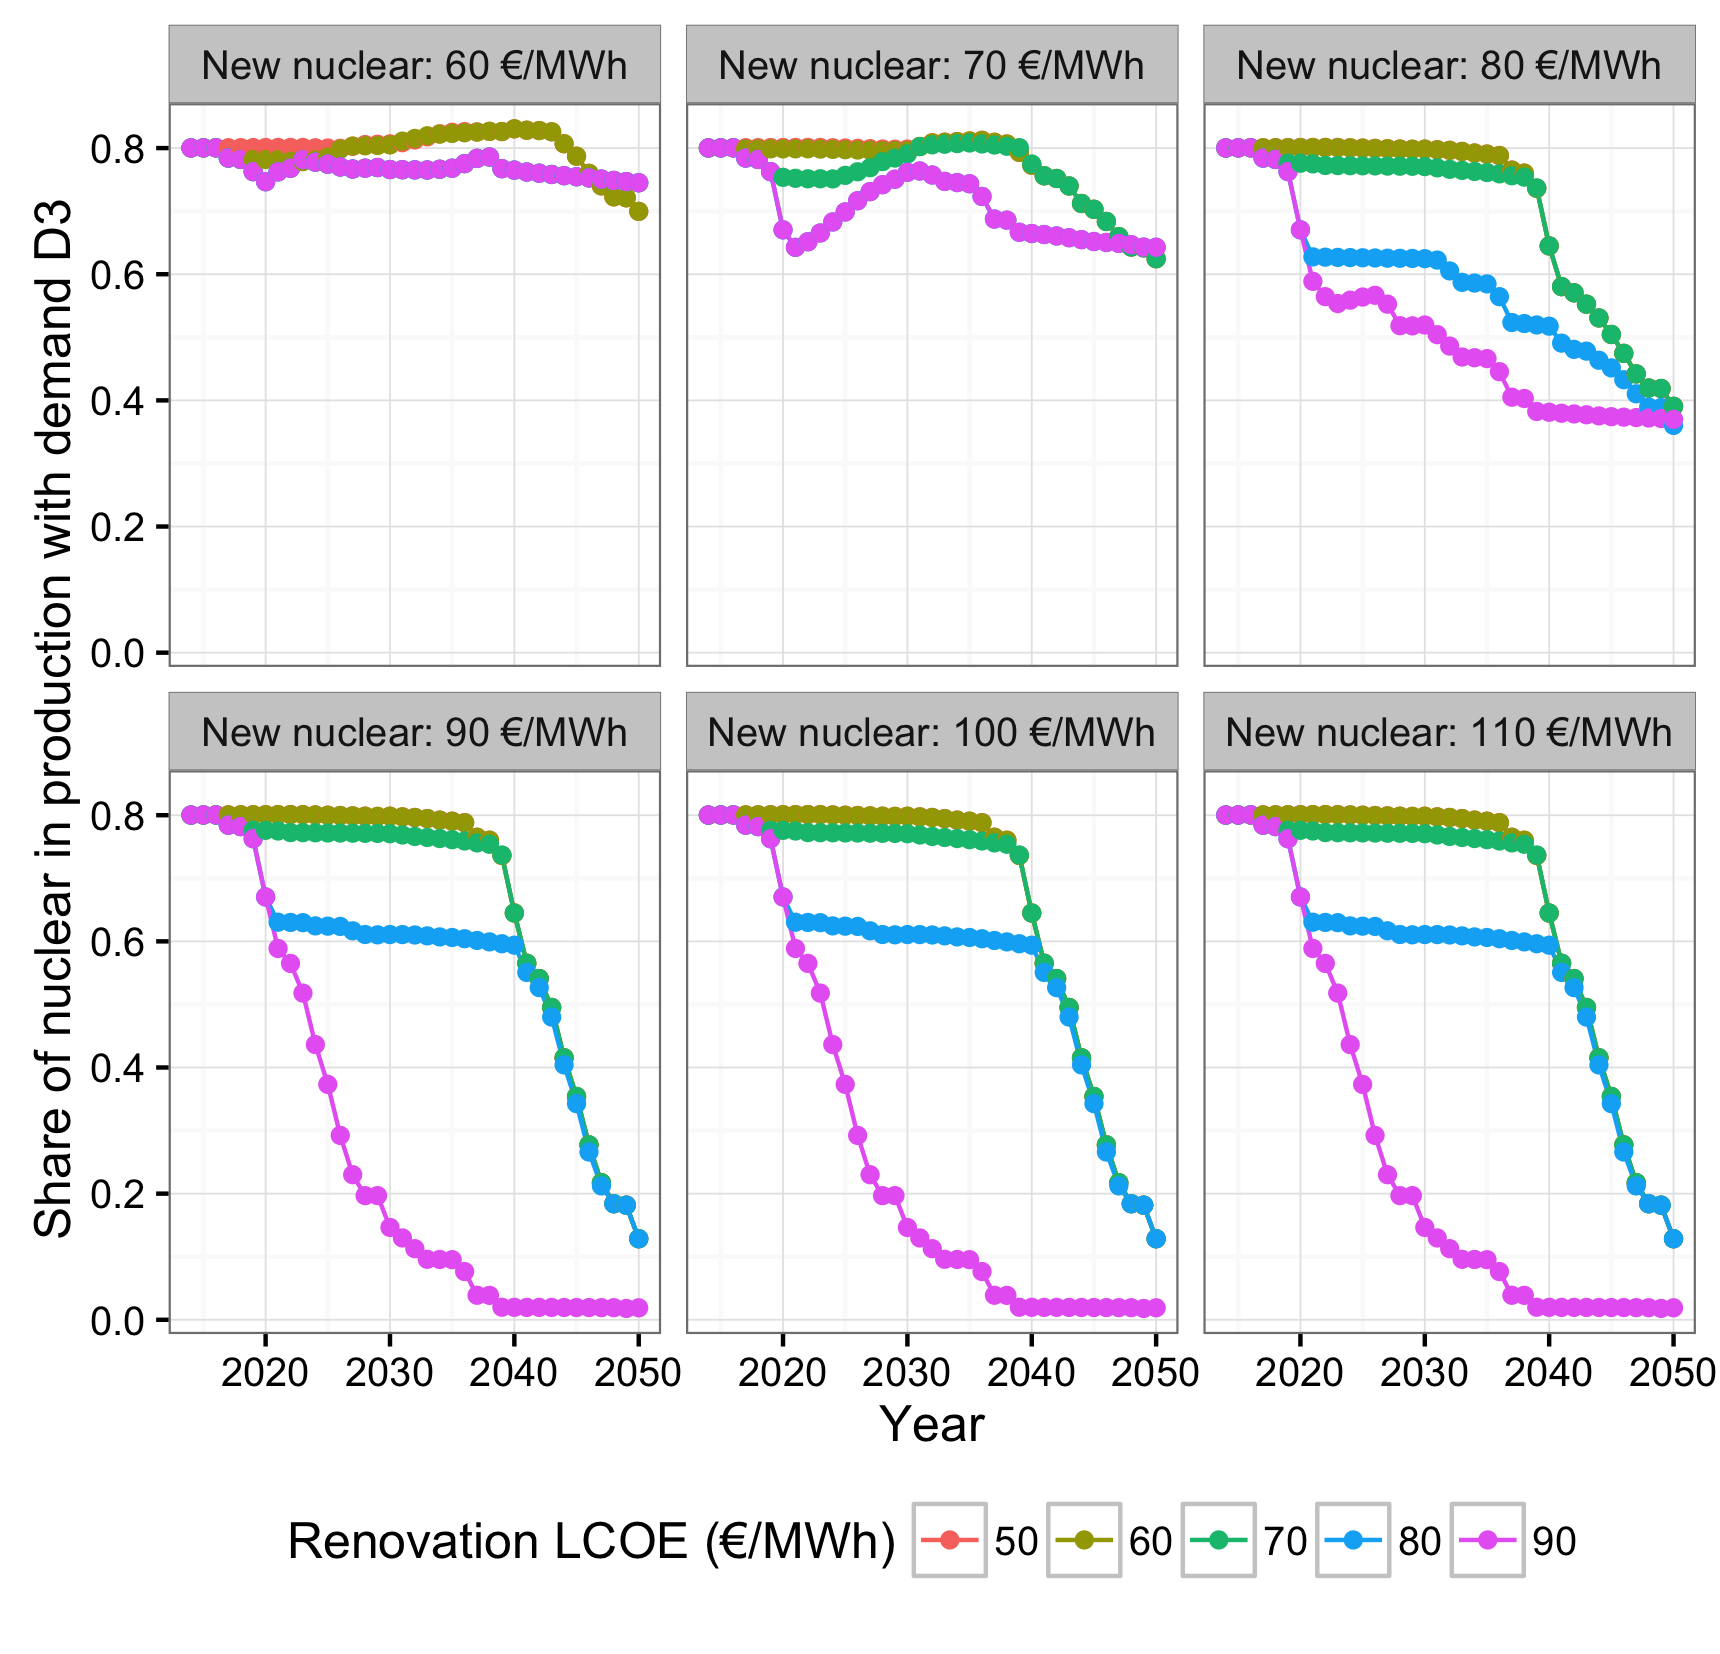 New nuclear: 60 €/MWh
New nuclear: 70 €/MWh
New nuclear: 80 €/MWh
0.8
0.6
0.4
0.2
0.0
New nuclear: 90 €/MWh
New nuclear: 100 €/MWh
New nuclear: 110 €/MWh
0.8
0.6
0.4
0.2
0.0
Share of nuclear in production with demand D3
2020 2030 2040 2050
2020 2030 2040 2050
2020 2030 2040 2050
Year
Renovation LCOE (€/MWh) 50 60 70 80 90